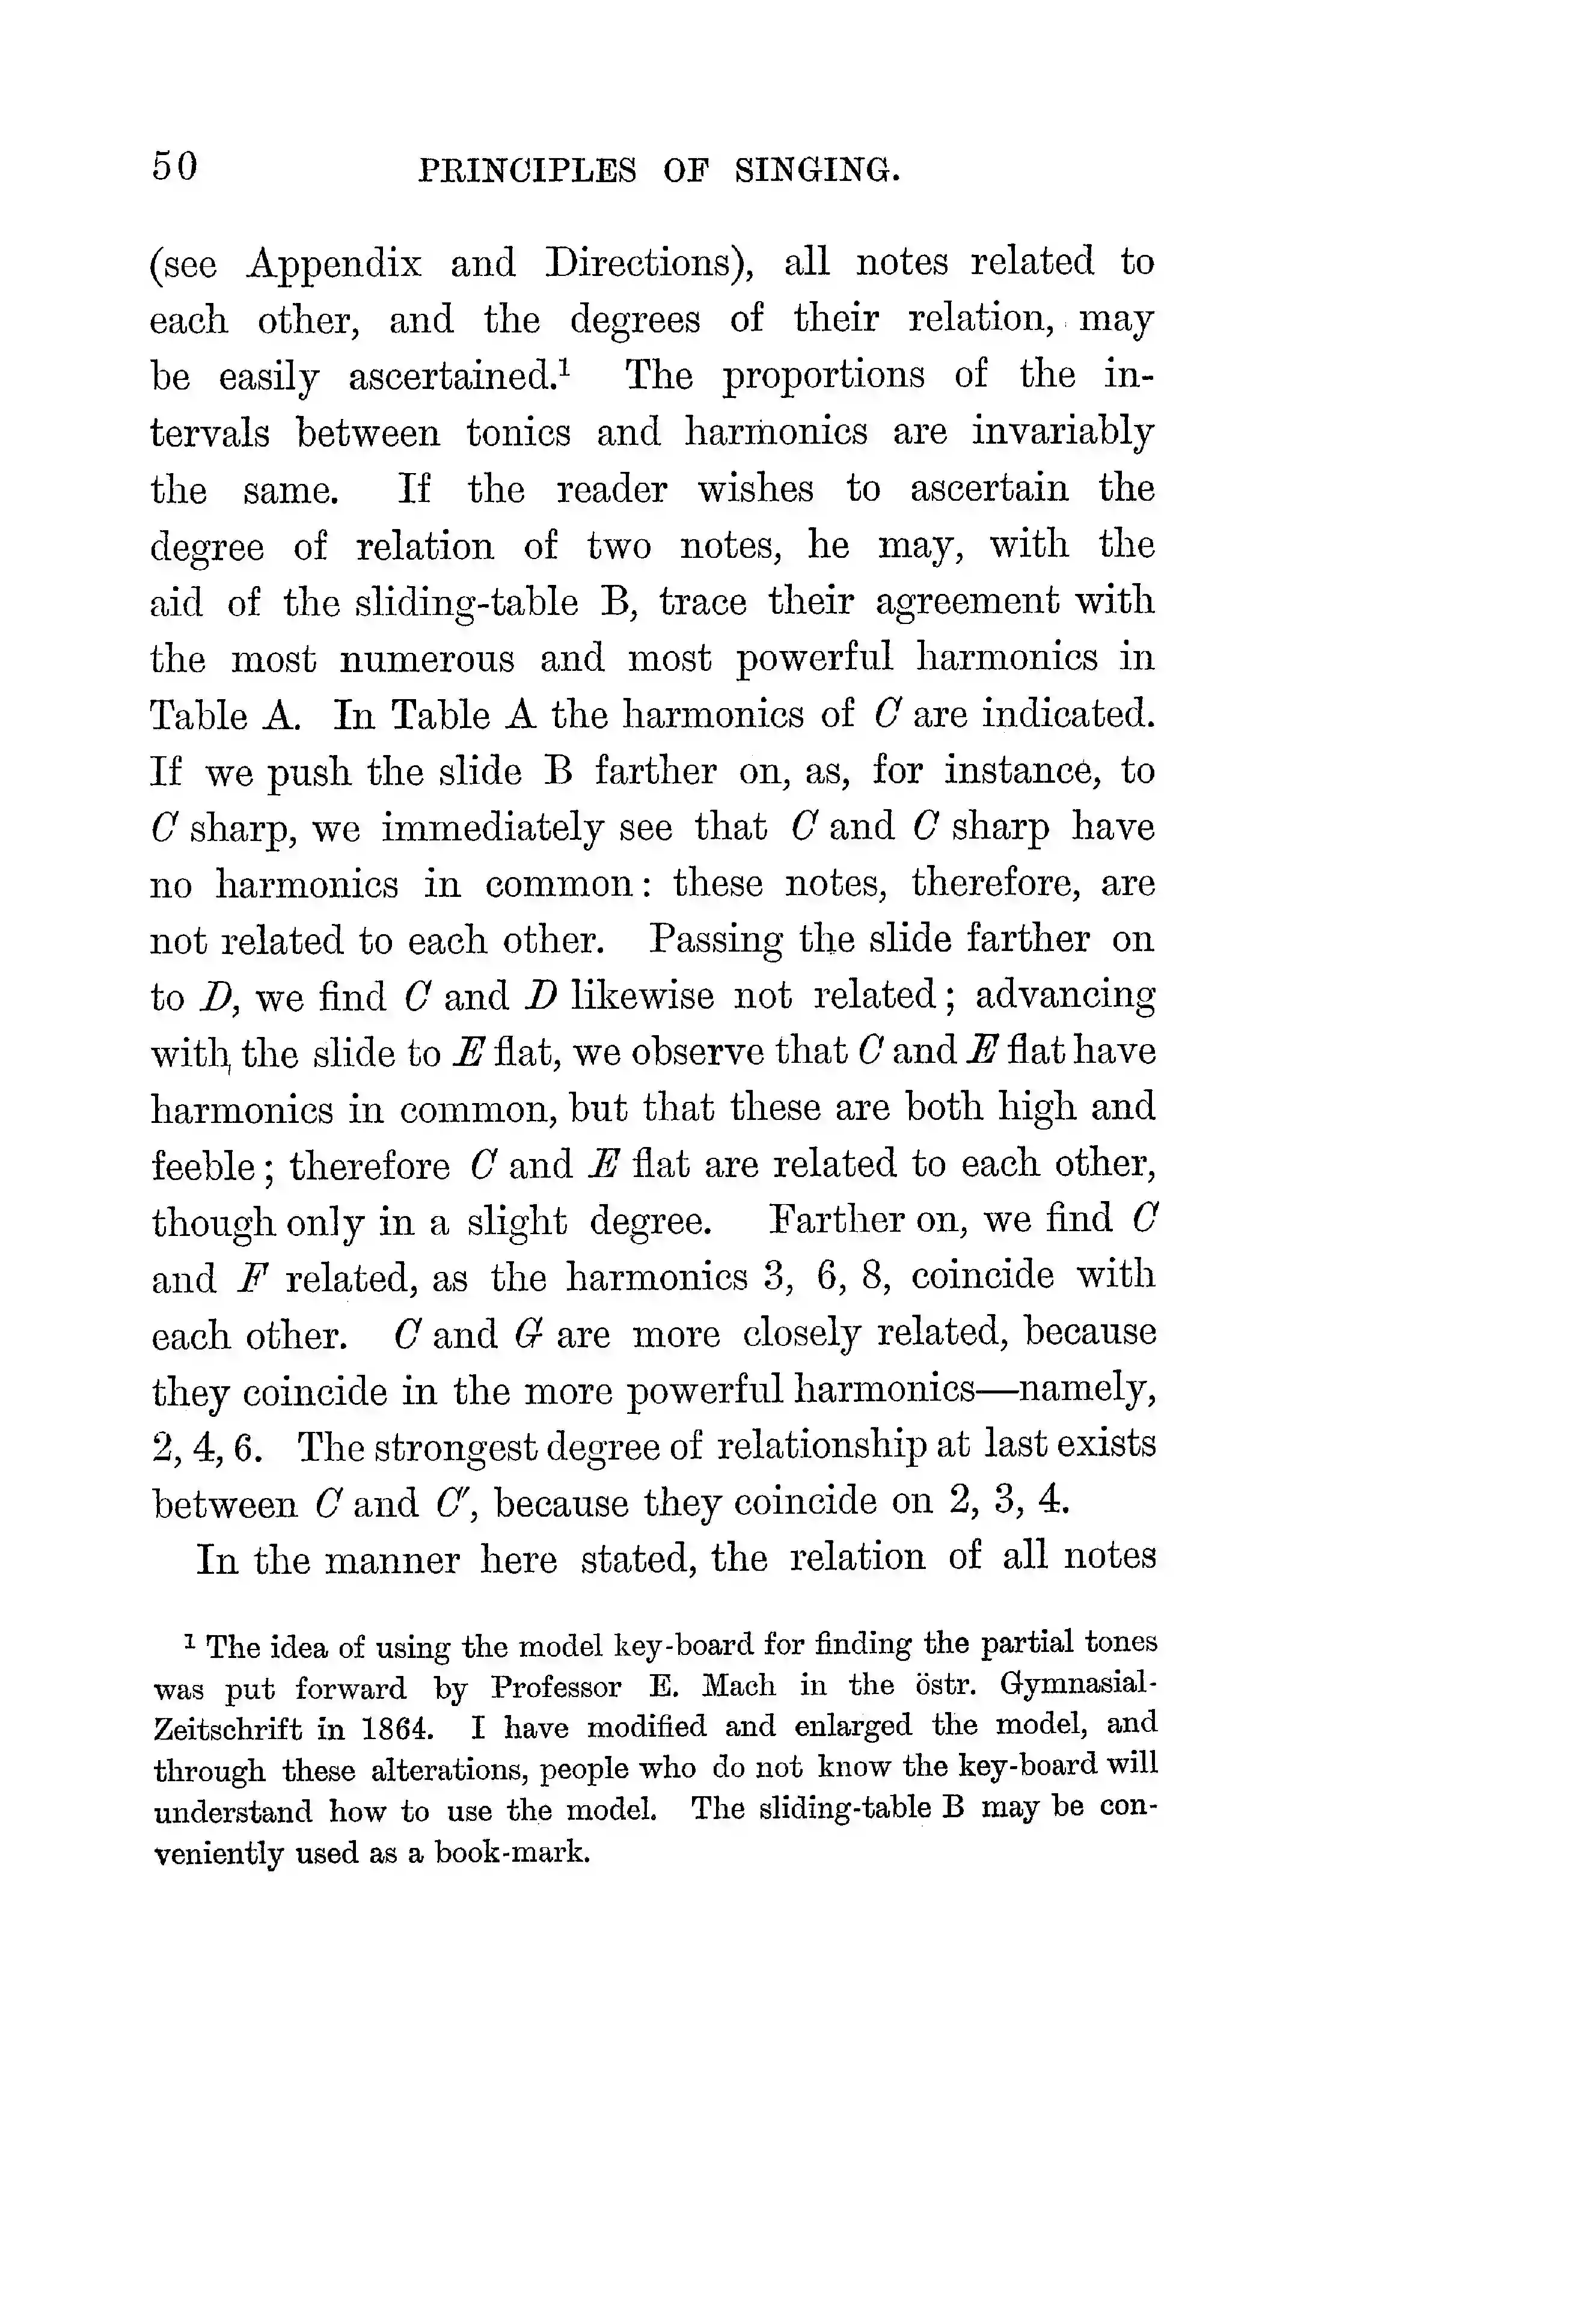 50 PRINCIPLES OF SINGING.
(see Appendix and Directions), all notes related to
each other, and the degrees of their relation, may
be easily ascertained.¹ The proportions of the in-
tervals between tonics and harmonics are invariably
the same. If the reader wishes to ascertain the
degree of relation of two notes, he may, with the
aid of the sliding-table B, trace their agreement with
the most numerous and most powerful harmonics in
Table A. In Table A the harmonics of C are indicated.
If we push the slide B farther on, as, for instance, to
C sharp, we immediately see that C and C sharp have
no harmonics in common: these notes, therefore, are
not related to each other. Passing the slide farther on
to D, we find C and D likewise not related; advancing
with the slide to E flat, we observe that C and E flat have
harmonics in common, but that these are both high and
feeble; therefore C and E flat are related to each other,
though only in a slight degree. Farther on, we find C
and F related, as the harmonics 3, 6, 8, coincide with
each other. C and G are more closely related, because
they coincide in the more powerful harmonics—namely,
2, 4, 6. The strongest degree of relationship at last exists
between C and C′, because they coincide on 2, 3, 4.
In the manner here stated, the relation of all notes
¹ The idea of using the model key-board for finding the partial tones
was put forward by Professor E. Mach in the östr. Gymnasial-
Zeitschrift in 1864. I have modified and enlarged the model, and
through these alterations, people who do not know the key-board will
understand how to use the model. The sliding-table B may be con-
veniently used as a book-mark.